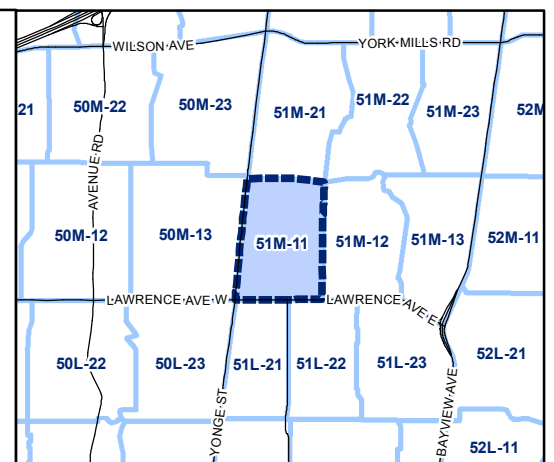 WILSON AVE
YORK MILLS RD
21
50M-22
50M-23
51M-21
51M-22
51M-23
52M
AVENUE RD
50M-12
50M-13
51M-11
51M-12
51M-13
52M-11
LAWRENCE AVE W
LAWRENCE AVE E
50L-22
50L-23
51L-21
51L-22
51L-23
52L-21
YONGE ST
BAYVIEW AVE
52L-11